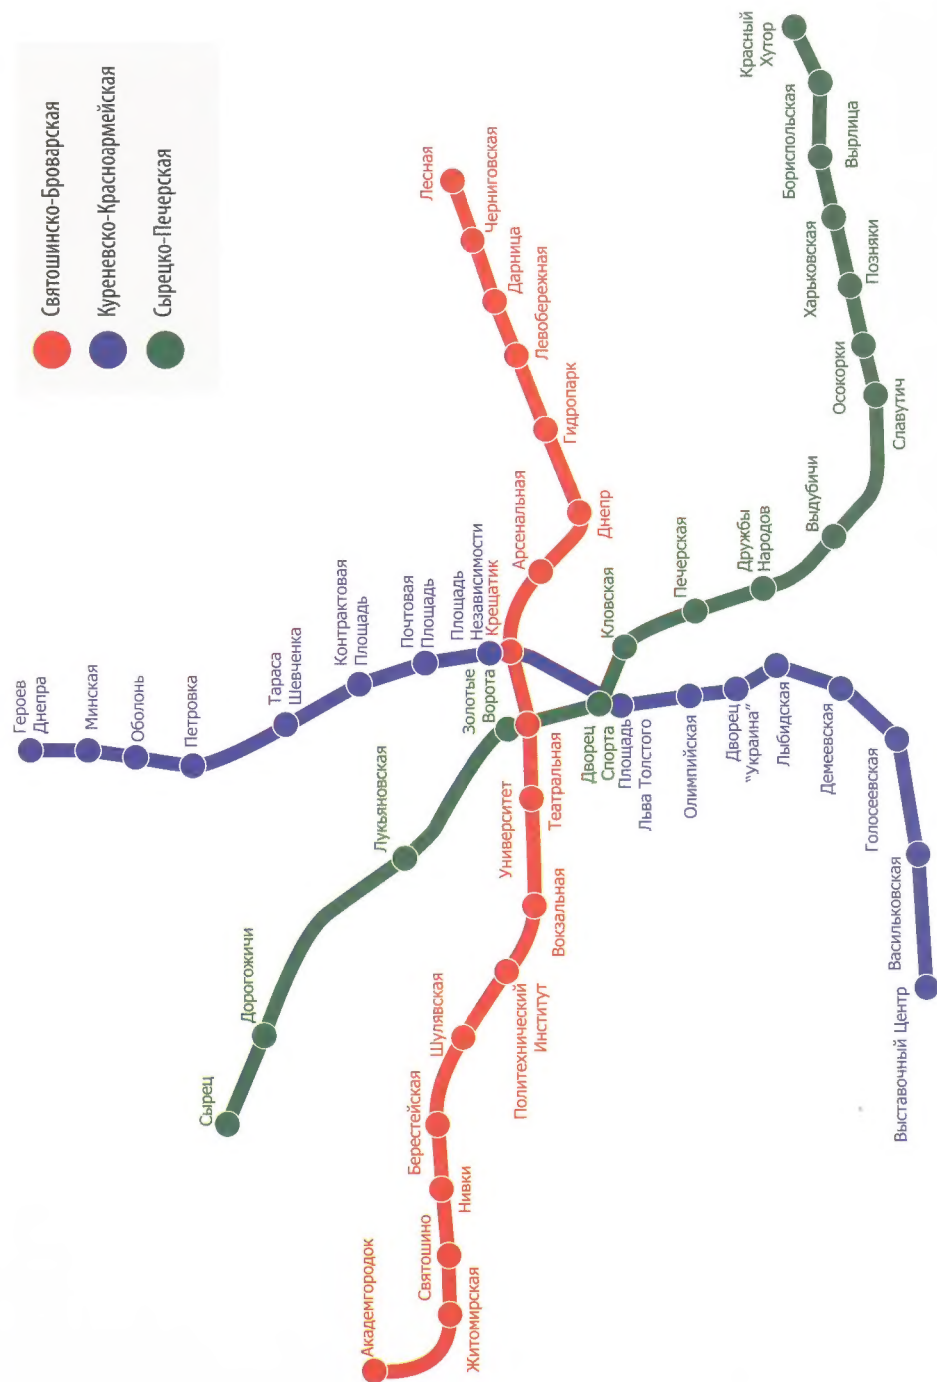 Святошинско-Броварская
Куреневско-Красноармейская
Сырецко-Печерская
Академгородок
Житомирская
Святошино
Нивки
Берестейская
Шулявская
Политехнический
Институт
Вокзальная
Университет
Театральная
Крещатик
Арсенальная
Днепр
Гидропарк
Левобережная
Дарница
Черниговская
Лесная
Героев
Днепра
Минская
Оболонь
Петровка
Тараса
Шевченка
Контрактовая
Площадь
Почтовая
Площадь
Площадь
Независимости
Площадь
Льва Толстого
Олимпийская
Дворец
"Украина"
Лыбидская
Демеевская
Голосеевская
Васильковская
Выставочный Центр
Сырец
Дорогожичи
Лукьяновская
Золотые
Ворота
Дворец
Спорта
Кловская
Печерская
Дружбы
Народов
Выдубичи
Славутич
Осокорки
Позняки
Харьковская
Вырлица
Бориспольская
Красный
Хутор